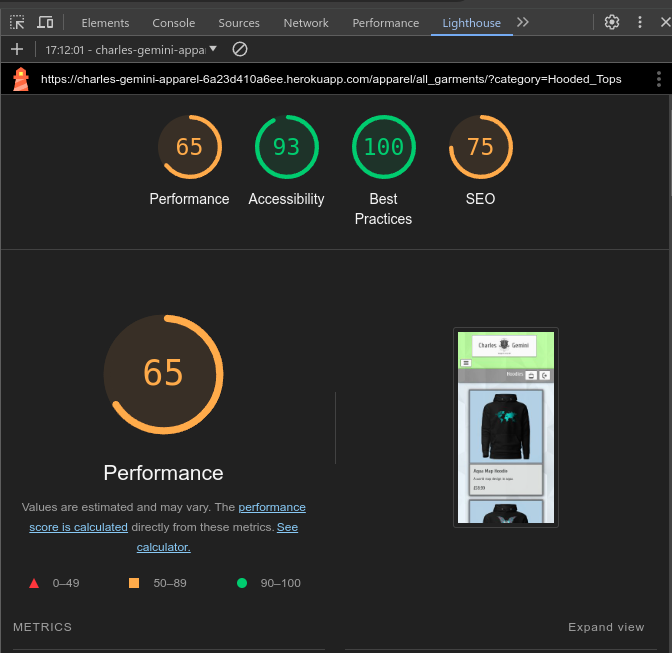 Elements Console Sources Network Performance Lighthouse
17:12:01 - charles-gemini-appa
https://charles-gemini-apparel-6a23d410a6ee.herokuapp.com/apparel/all_garments/?category=Hooded_Tops
65 93 100 75
Performance Accessibility Best Practices SEO
65
Performance
Values are estimated and may vary. The performance
score is calculated directly from these metrics. See
calculator.
0–49 50–89 90–100
METRICS Expand view
Charles Gemini
Hoodies
Aqua Map Hoodie